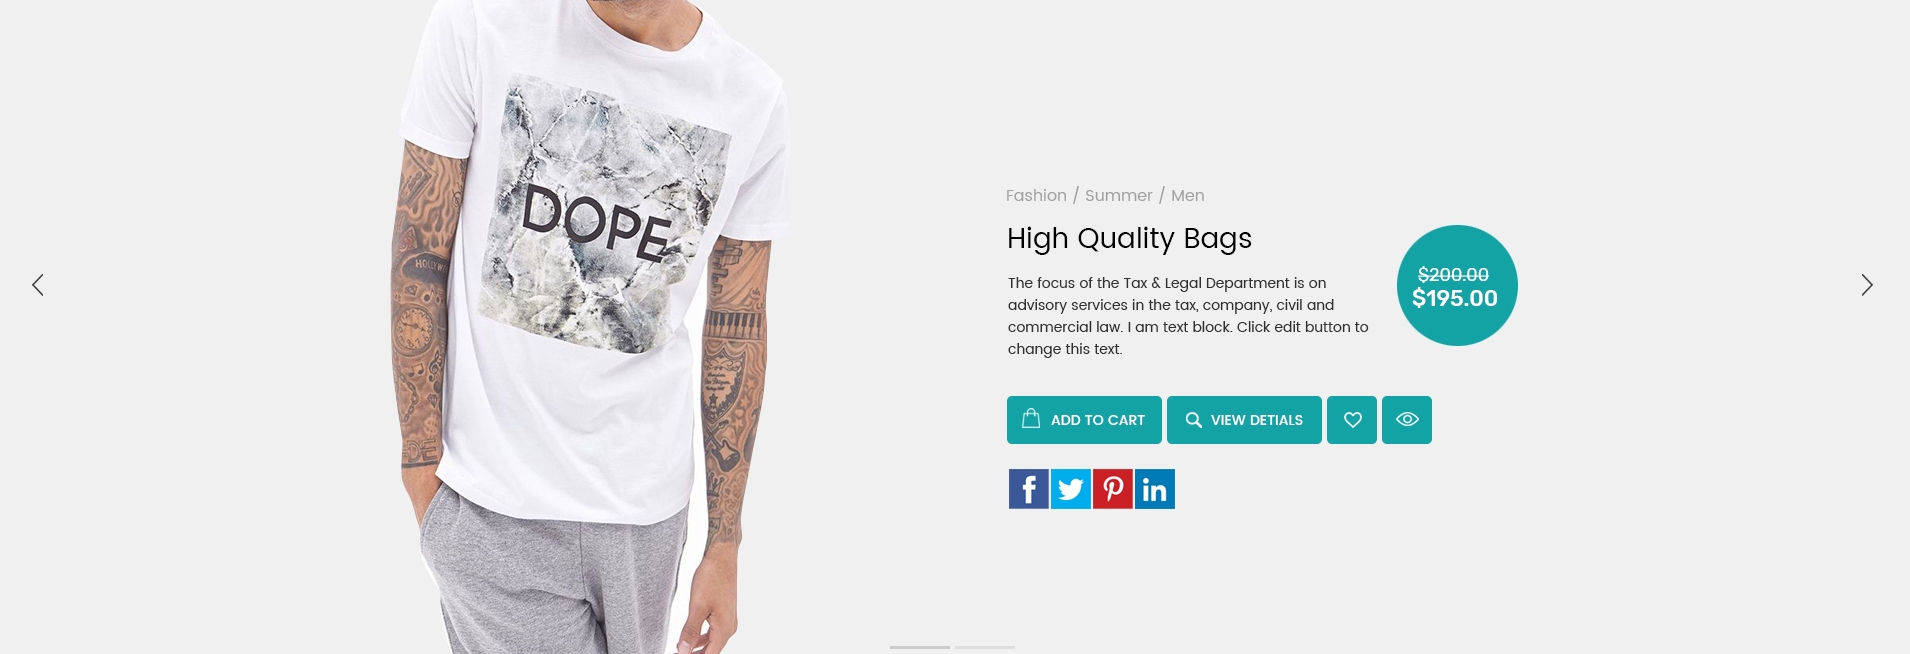 DOPE
HOLLYW
Fashion / Summer / Men
High Quality Bags
$200.00
$195.00
The focus of the Tax & Legal Department is on
advisory services in the tax, company, civil and
commercial law. I am text block. Click edit button to
change this text.
ADD TO CART
VIEW DETIALS